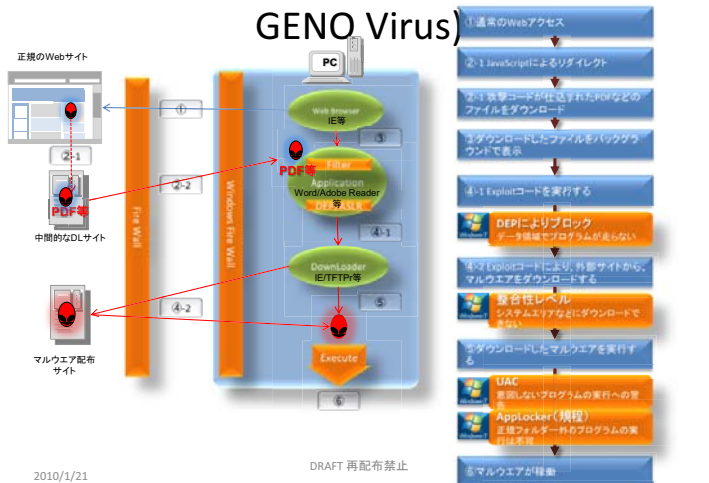 GENO Virus)
正規のWebサイト
PC
①
Web Browser
IE等
③
②-1
Filter
PDF等
Application
Word/Adobe Reader
等
②-2
PDF等
中間的なDLサイト
Fire Wall
Windows Fire Wall
④-1
DownLoader
IE/TFTPr等
④-2
⑤
マルウエア配布
サイト
Execute
⑥
2010/1/21
DRAFT 再配布禁止
①通常のWebアクセス
②-1 JavaScriptによるリダイレクト
②-1 攻撃コードが仕込まれたPDFなどの
ファイルをダウンロード
③ダウンロードしたファイルをバックグラ
ウンドで表示
④-1 Exploitコードを実行する
DEPによりブロック
データ領域でプログラムが走らない
④-2 Exploitコードにより、外部サイトから、
マルウエアをダウンロードする
整合性レベル
システムエリアなどにダウンロードで
きない
⑤ダウンロードしたマルウエアを実行す
る
UAC
意図しないプログラムの実行への警
告
AppLocker(規程)
正規フォルダー外のプログラムの実
行は不可
⑥マルウエアが稼働